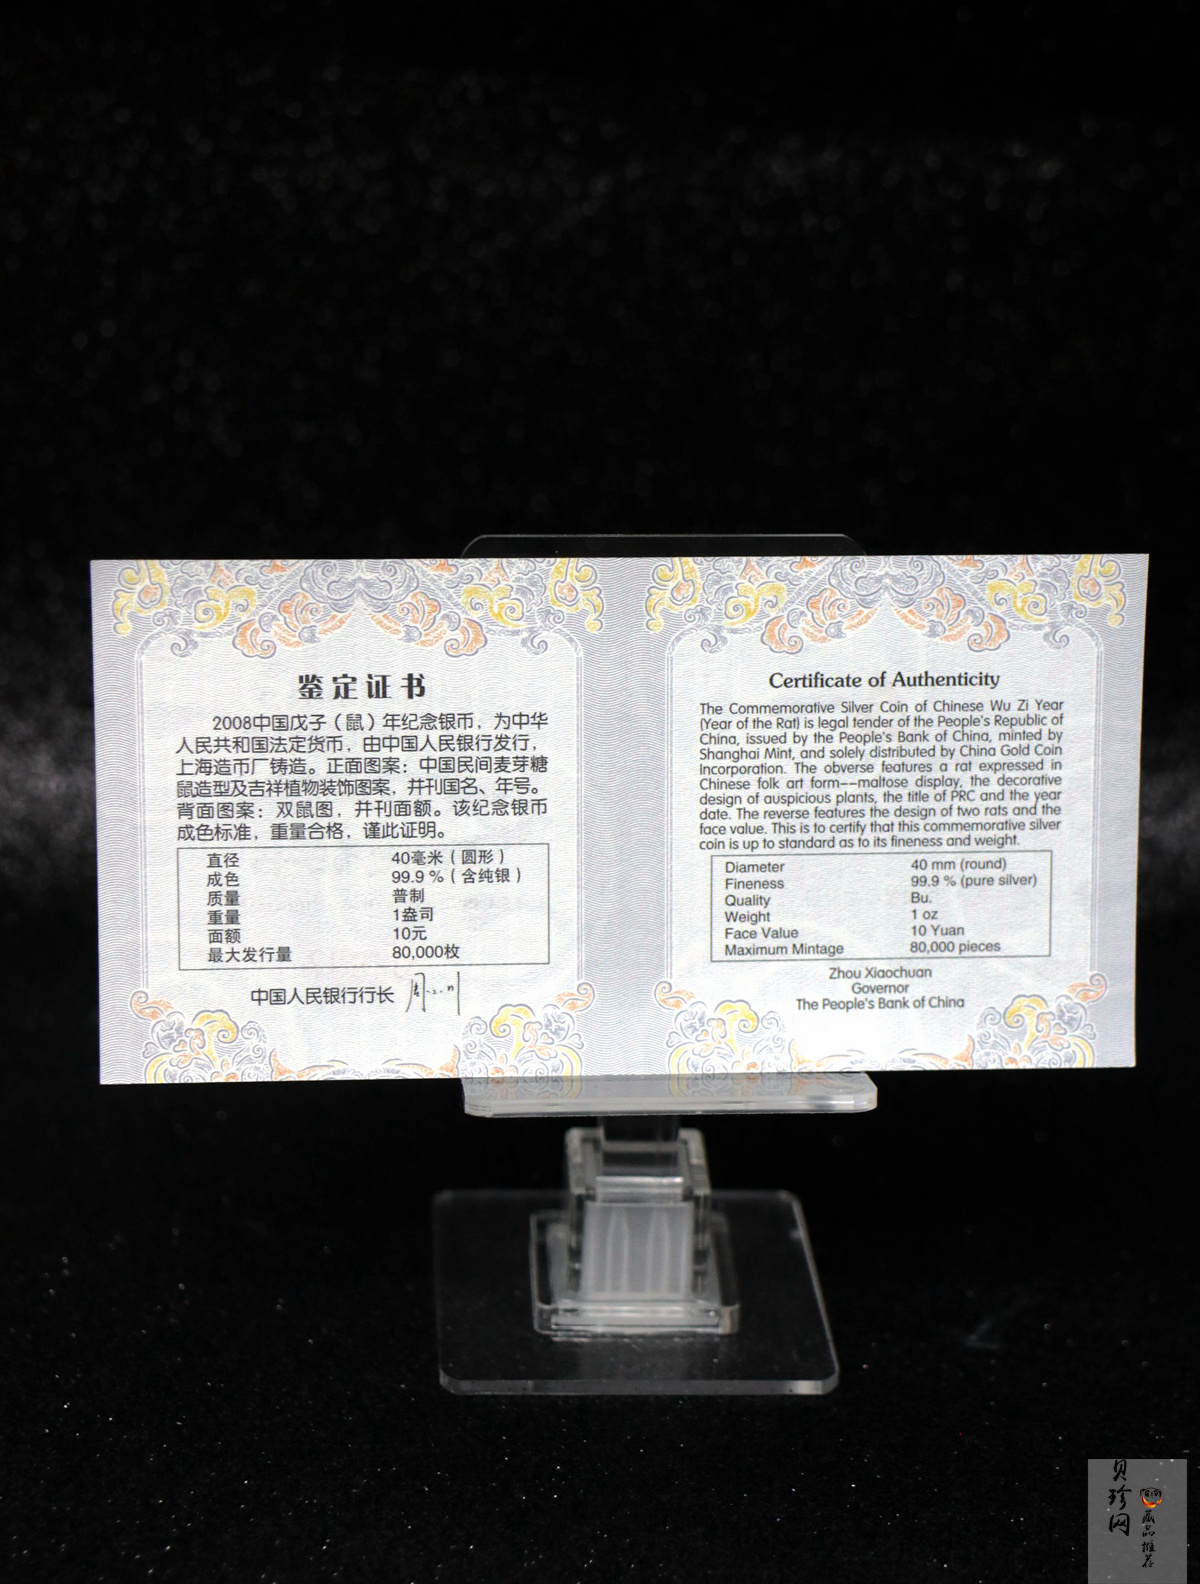 鉴定证书
2008中国戊子（鼠）年纪念银币，为中华
人民共和国法定货币，由中国人民银行发行，
上海造币厂铸造。正面图案：中国民间麦芽糖
鼠造型及吉祥植物装饰图案，并刊国名、年号。
背面图案：双鼠图，并刊面额。该纪念银币
成色标准，重量合格，谨此证明。
直径 40毫米（圆形）
成色 99.9％（含纯银）
质量 普制
重量 1盎司
面额 10元
最大发行量 80,000枚
中国人民银行行长
Certificate of Authenticity
The Commemorative Silver Coin of Chinese Wu Zi Year
(Year of the Rat) is legal tender of the People's Republic of
China, issued by the People's Bank of China, minted by
Shanghai Mint, and solely distributed by China Gold Coin
Incorporation. The obverse features a rat expressed in
Chinese folk art form––maltose display, the decorative
design of auspicious plants, the title of PRC and the year
date. The reverse features the design of two rats and the
face value. This is to certify that this commemorative silver
coin is up to standard as to its fineness and weight.
Diameter 40 mm (round)
Fineness 99.9 % (pure silver)
Quality Bu.
Weight 1 oz
Face Value 10 Yuan
Maximum Mintage 80,000 pieces
Zhou Xiaochuan
Governor
The People's Bank of China
贝珍网
藏品推荐